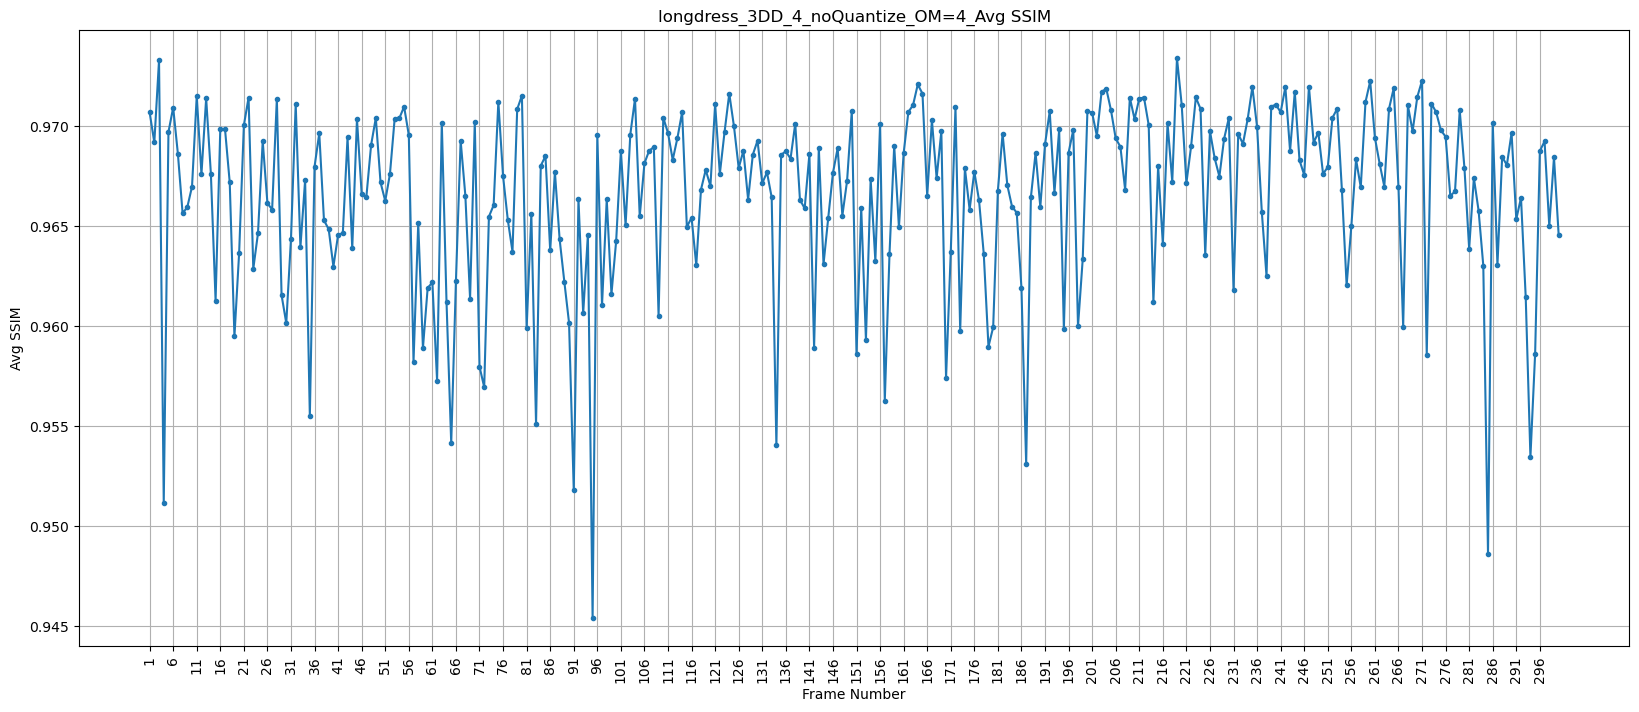 longdress_3DD_4_noQuantize_OM=4_Avg SSIM
0.970
0.965
0.960
0.955
0.950
0.945
Avg SSIM
1 6 11 16 21 26 31 36 41 46 51 56 61 66 71 76 81 86 91 96 101 106 111 116 121 126 131 136 141 146 151 156 161 166 171 176 181 186 191 196 201 206 211 216 221 226 231 236 241 246 251 256 261 266 271 276 281 286 291 296
Frame Number